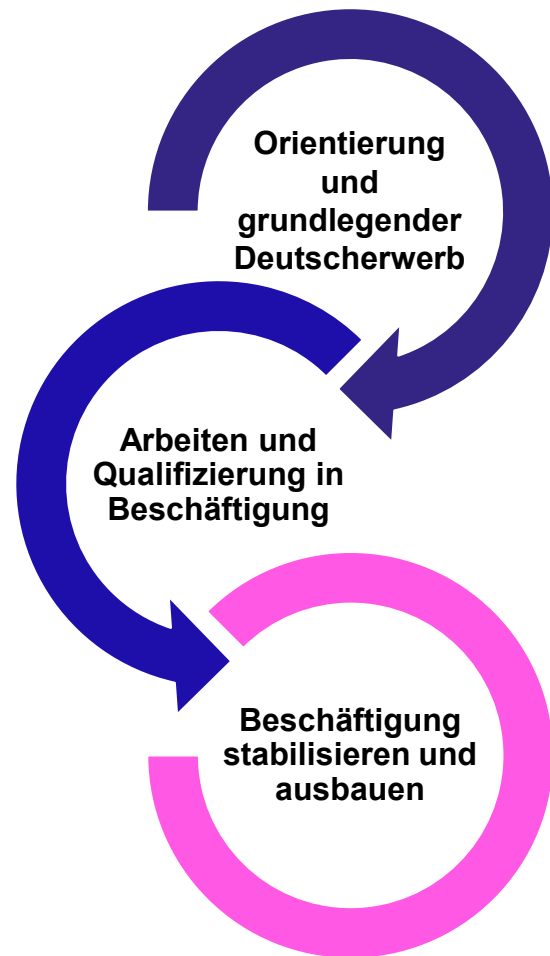 Orientierung
und
grundlegender
Deutscherwerb
Arbeiten und
Qualifizierung in
Beschäftigung
Beschäftigung
stabilisieren und
ausbauen